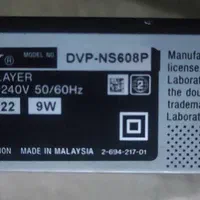 MODEL NO. DVP-NS608P
LAYER
240V 50/60Hz
22 9W
MADE IN MALAYSIA 2-694-217-01
Manufa
license
Labora
the dou
tradema
Labora